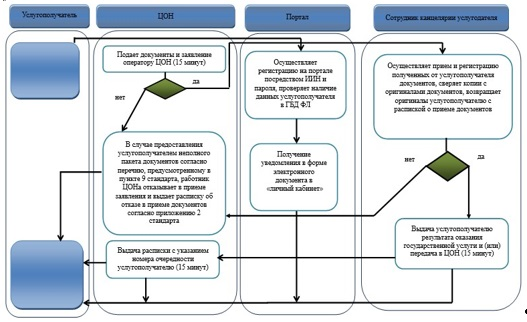 Услугополучатель
ЦОН
Портал
Сотрудник канцелярии услугодателя
Подает документы и заявление
оператору ЦОН (15 минут)
да
нет
В случае предоставления
услугополучателем неполного
пакета документов согласно
перечню, предусмотренному в
пункте 9 стандарта, работник
ЦОНа отказывает в приеме
заявления и выдает расписку об
отказе в приеме документов
согласно приложению 2
стандарта
Выдача расписки с указанием
номера очередности
услугополучателю (15 минут)
Осуществляет
регистрацию на портале
посредством ИИН и
пароля, проверяет наличие
данных услугополучателя
в ГБД ФЛ
Получение
уведомления в форме
электронного
документа в
«личный кабинет»
Осуществляет прием и регистрацию
полученных от услугополучателя
документов, сверяет копии с
оригиналами документов, возвращает
оригиналы услугополучателю с
распиской о приеме документов
нет
да
Выдача услугополучателю
результата оказания
государственной услуги и (или)
передача в ЦОН (15 минут)